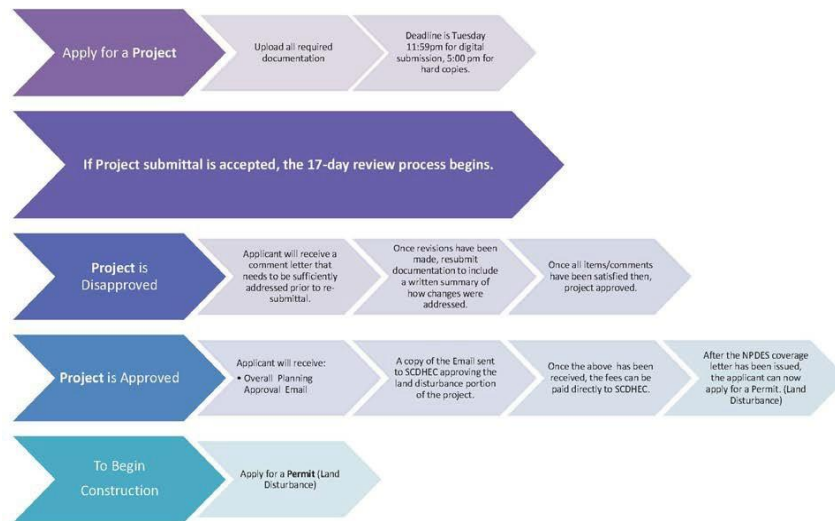 Apply for a Project
Upload all required
documentation
Deadline is Tuesday
11:59pm for digital
submission, 5:00 pm for
hard copies.
If Project submittal is accepted, the 17-day review process begins.
Project is
Disapproved
Applicant will receive a
comment letter that
needs to be sufficiently
addressed prior to re-
submittal.
Once revisions have been
made, resubmit
documentation to include
a written summary of
how changes were
addressed.
Once all items/comments
have been satisfied then,
project approved.
Project is Approved
Applicant will receive:
• Overall Planning
Approval Email
A copy of the Email sent
to SCDHEC approving the
land disturbance portion
of the project.
Once the above has been
received, the fees can be
paid directly to SCDHEC.
After the NPDES coverage
letter has been issued,
the applicant can now
apply for a Permit. (Land
Disturbance)
To Begin
Construction
Apply for a Permit (Land
Disturbance)